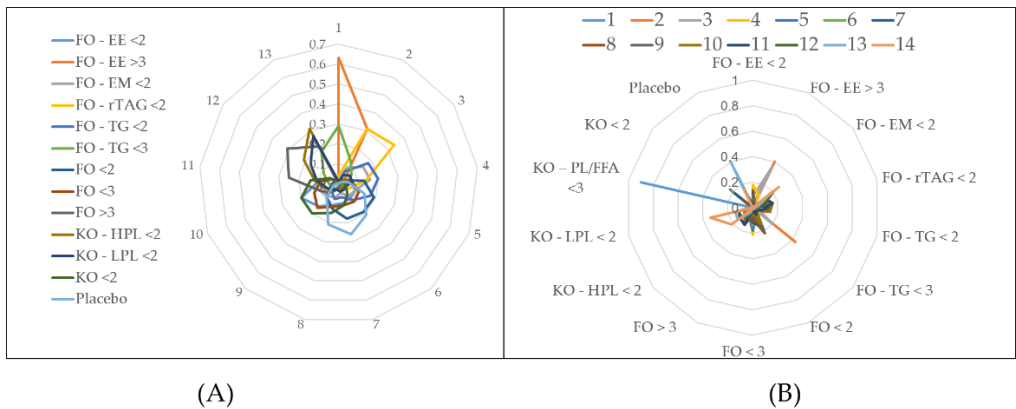 FO - EE <2
FO - EE >3
FO - EM <2
FO - rTAG <2
FO - TG <2
FO - TG <3
FO <2
FO <3
FO >3
KO - HPL <2
KO - LPL <2
KO <2
Placebo
1
2
3
4
5
6
7
8
9
10
11
12
13
0.7
0.6
0.5
0.4
0.3
0.2
0.1
0
(A)
1 2 3 4 5 6 7
8 9 10 11 12 13 14
FO - EE < 2
FO - EE > 3
FO - EM < 2
FO - rTAG < 2
FO - TG < 2
FO - TG < 3
FO < 2
FO < 3
FO > 3
KO - HPL < 2
KO - LPL < 2
KO – PL/FFA
<3
KO < 2
Placebo
1
0.8
0.6
0.4
0.2
0
(B)